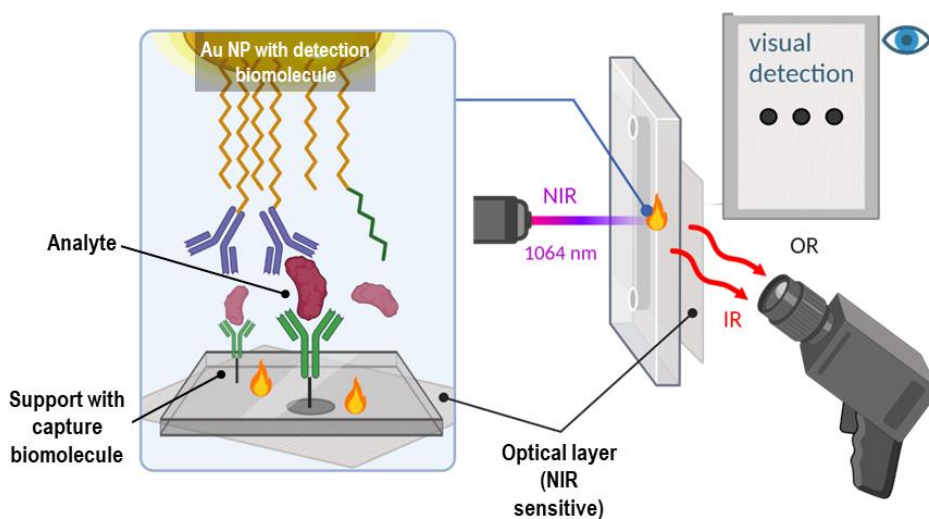 Au NP with detection
biomolecule
Analyte
Support with
capture
biomolecule
NIR
1064 nm
visual
detection
OR
IR
Optical layer
(NIR
sensitive)